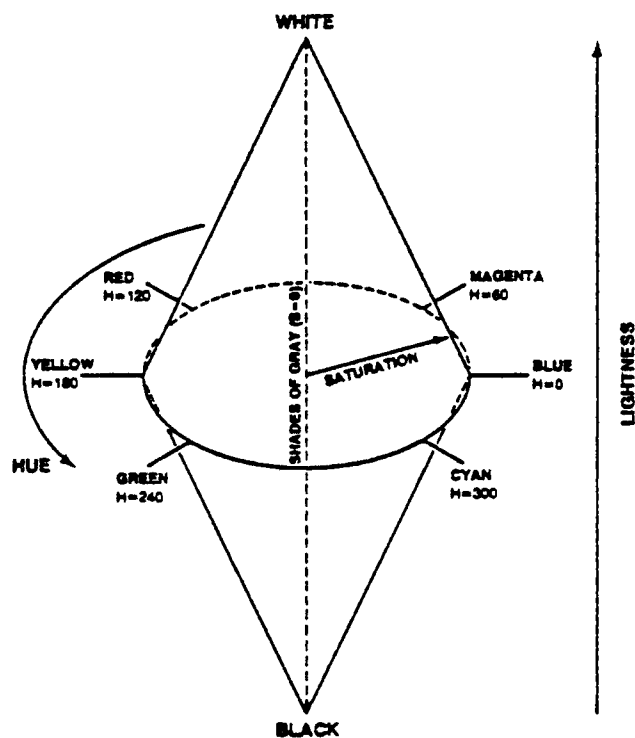 WHITE
RED
H=120
MAGENTA
H=60
YELLOW
H=180
SHADES OF GRAY (S=0)
SATURATION
BLUE
H=0
LIGHTNESS
HUE
GREEN
H=240
CYAN
H=300
BLACK